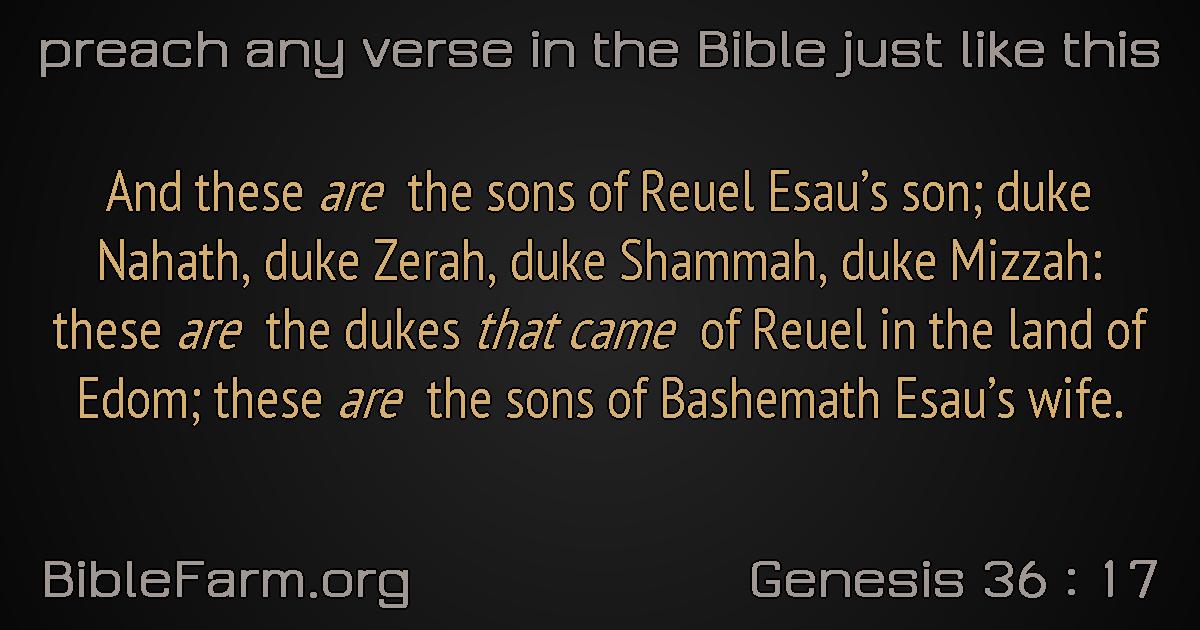 preach any verse in the Bible just like this
And these are the sons of Reuel Esau’s son; duke
Nahath, duke Zerah, duke Shammah, duke Mizzah:
these are the dukes that came of Reuel in the land of
Edom; these are the sons of Bashemath Esau’s wife.
BibleFarm.org
Genesis 36 : 17